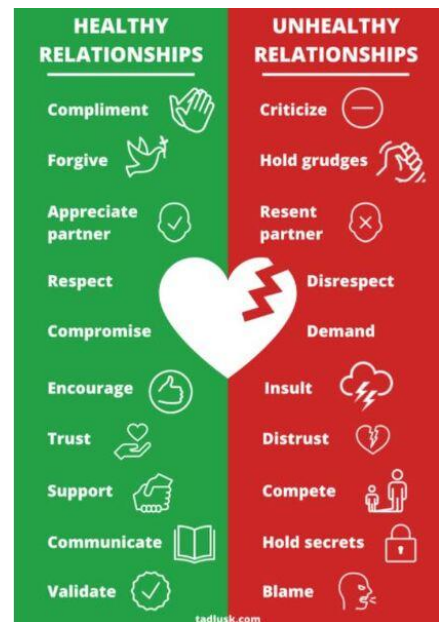 HEALTHY
RELATIONSHIPS
Compliment
Forgive
Appreciate
partner
Respect
Compromise
Encourage
Trust
Support
Communicate
Validate
UNHEALTHY
RELATIONSHIPS
Criticize
Hold grudges
Resent
partner
Disrespect
Demand
Insult
Distrust
Compete
Hold secrets
Blame
tadlusk.com